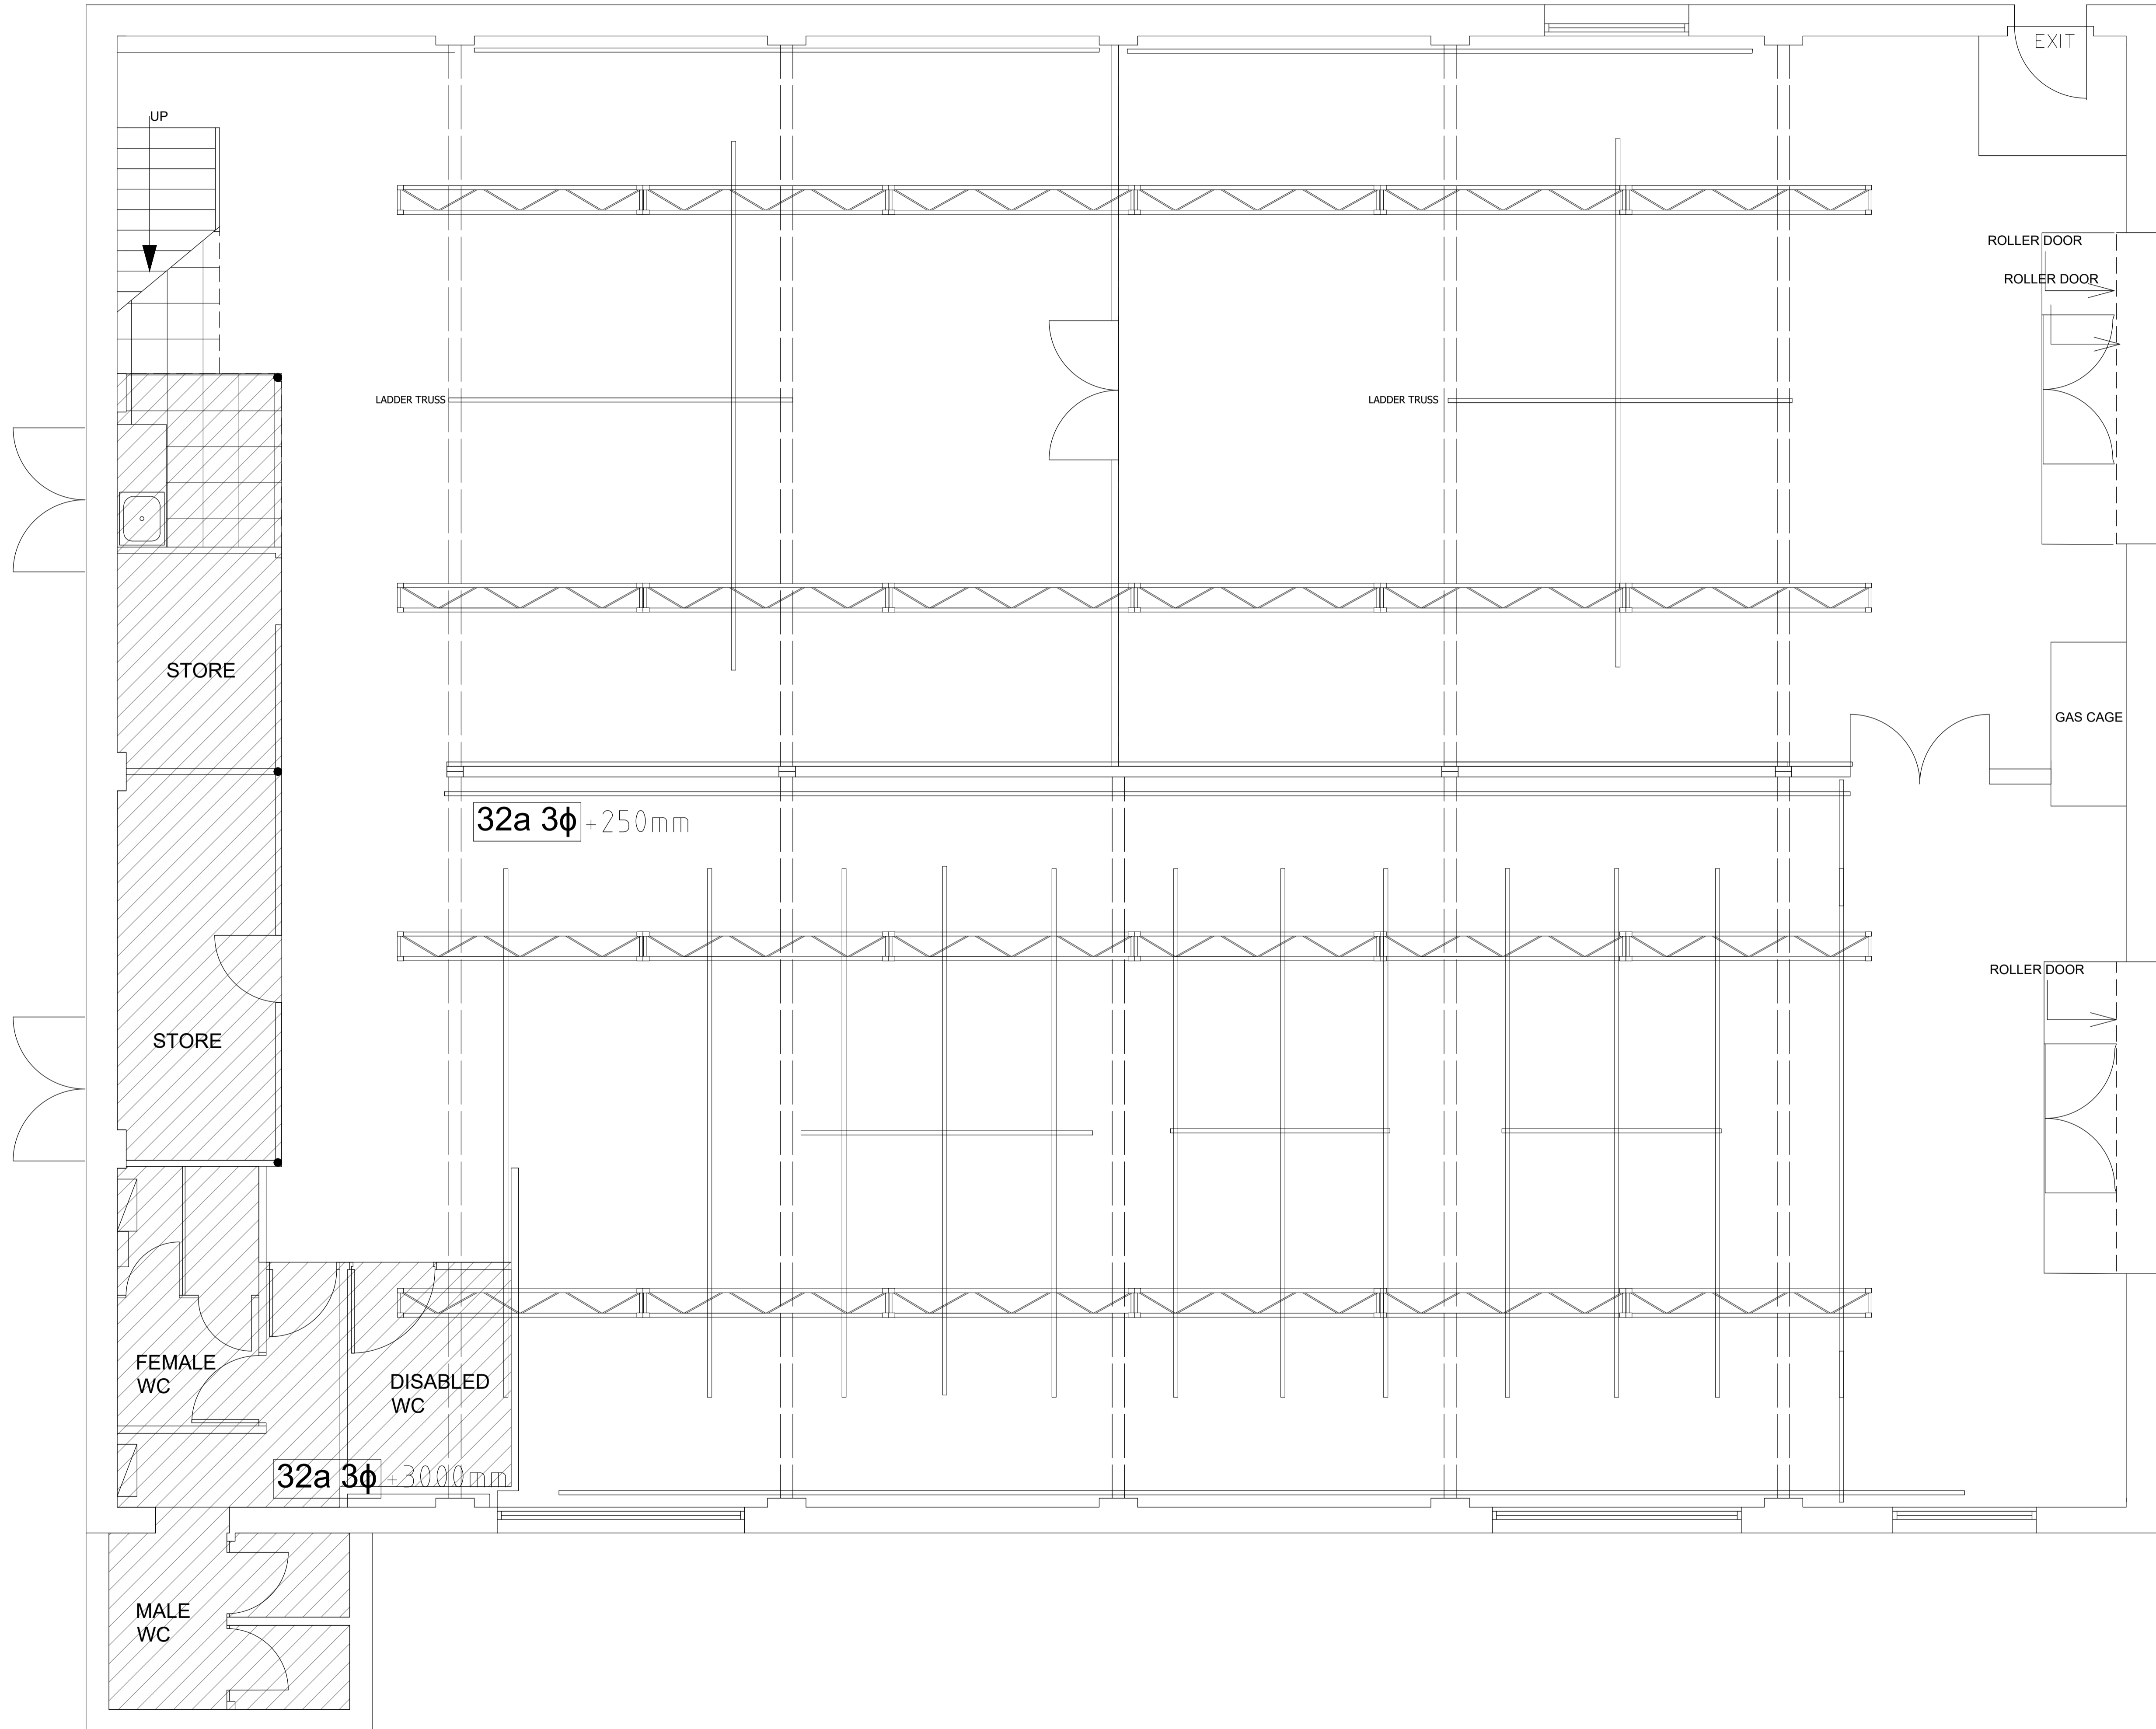 EXIT
UP
ROLLER DOOR
ROLLER DOOR
LADDER TRUSS
LADDER TRUSS
STORE
GAS CAGE
32a 3ϕ +250mm
ROLLER DOOR
STORE
FEMALE
WC
DISABLED
WC
32a 3ϕ +3000mm
MALE
WC